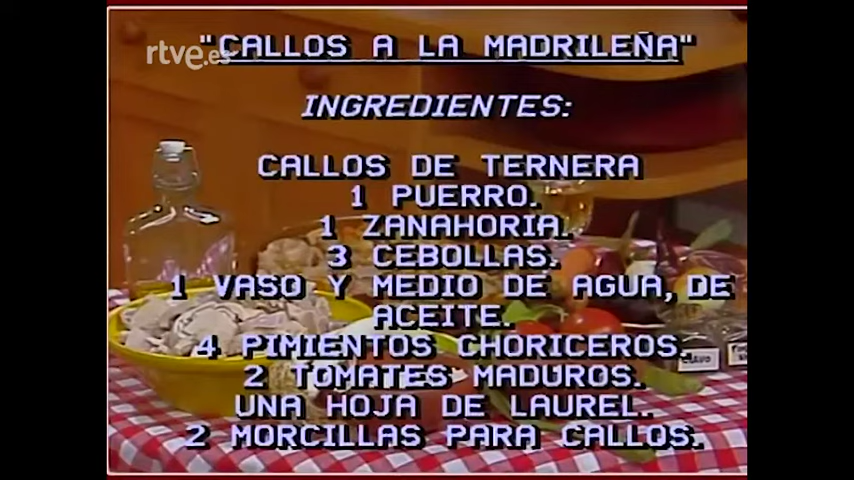 rtve.es
"CALLOS A LA MADRILEÑA"
INGREDIENTES:
CALLOS DE TERNERA
1 PUERRO.
1 ZANAHORIA.
3 CEBOLLAS.
1 VASO Y MEDIO DE AGUA, DE
ACEITE.
4 PIMIENTOS CHORICEROS.
2 TOMATES MADUROS.
UNA HOJA DE LAUREL.
2 MORCILLAS PARA CALLOS.
CLAVO